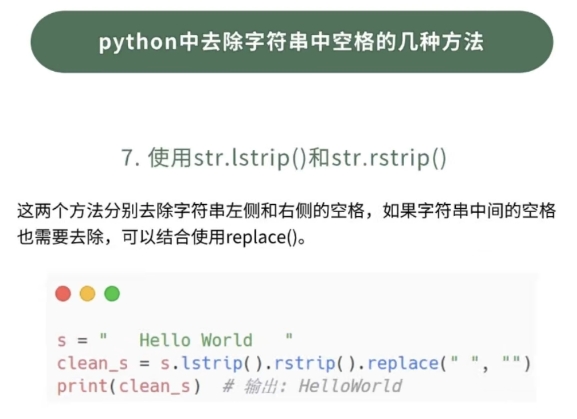 python中去除字符串中空格的几种方法
7. 使用str.lstrip()和str.rstrip()
这两个方法分别去除字符串左侧和右侧的空格，如果字符串中间的空格
也需要去除，可以结合使用replace()。
s = "   Hello World   "
clean_s = s.lstrip().rstrip().replace(" ", "")
print(clean_s)  # 输出: HelloWorld